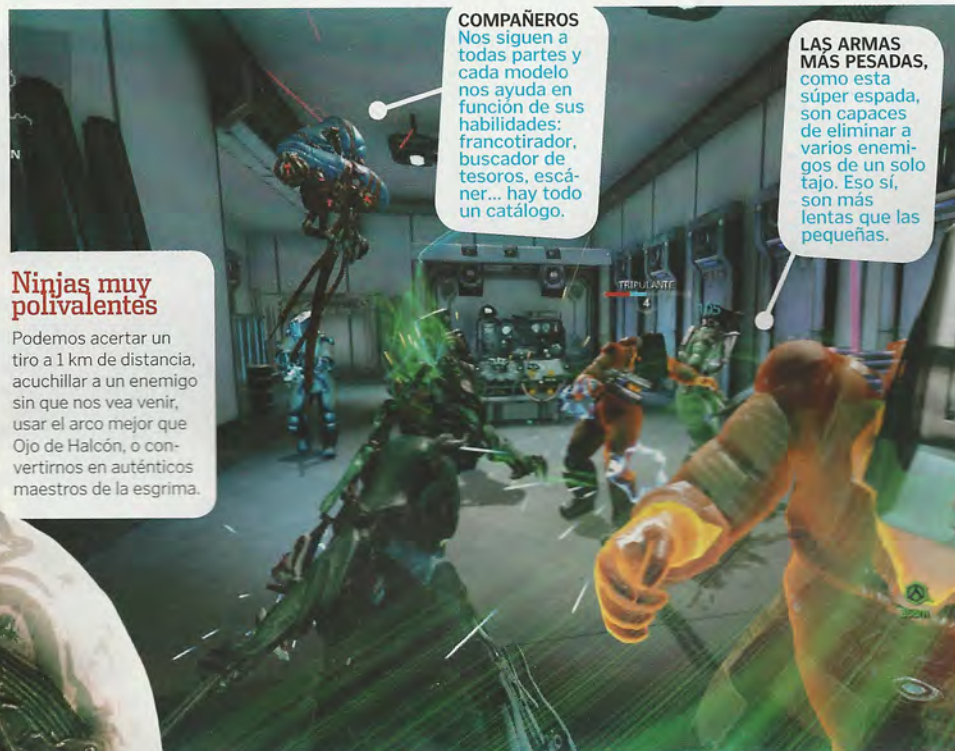 COMPAÑEROS
Nos siguen a
todas partes y
cada modelo
nos ayuda en
función de sus
habilidades:
francotirador,
buscador de
tesoros, escá-
ner... hay todo
un catálogo.
LAS ARMAS
MÁS PESADAS,
como esta
súper espada,
son capaces
de eliminar a
varios enemi-
gos de un solo
tajo. Eso sí,
son más
lentas que las
pequeñas.
N
Ninjas muy
polivalentes
Podemos acertar un
tiro a 1 km de distancia,
acuchillar a un enemigo
sin que nos vea venir,
usar el arco mejor que
Ojo de Halcón, o con-
vertirnos en auténticos
maestros de la esgrima.
TRIPULANTE
4